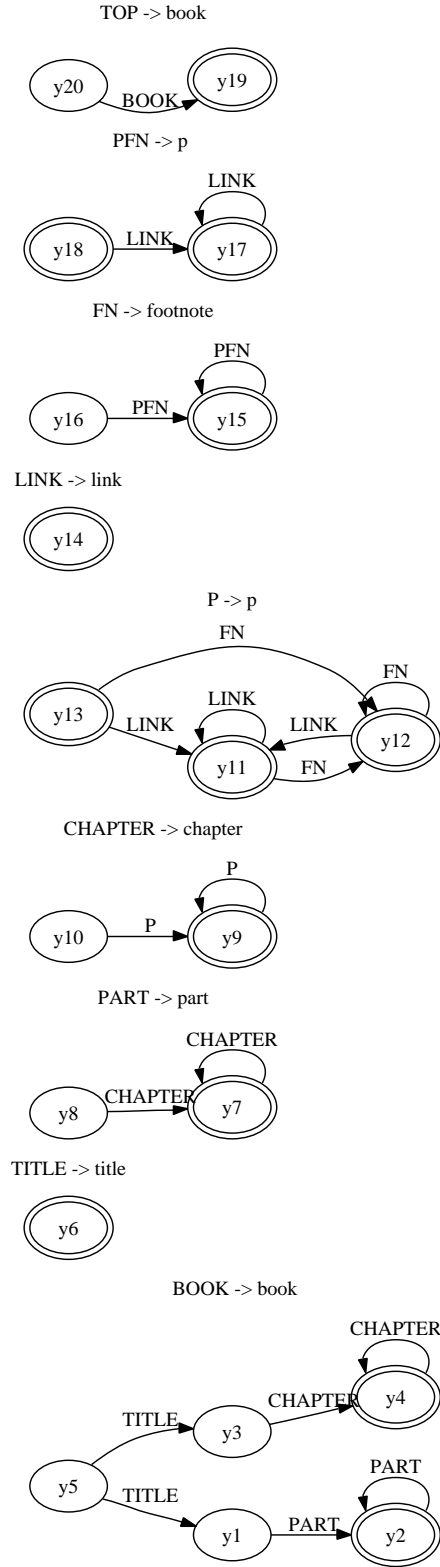 TOP -> book
y20
BOOK
y19
PFN -> p
LINK
y18
LINK
y17
FN -> footnote
PFN
y16
PFN
y15
LINK -> link
y14
P -> p
FN
FN
y13
LINK
LINK
LINK
y12
y11
FN
CHAPTER -> chapter
P
y10
P
y9
PART -> part
CHAPTER
y8
CHAPTER
y7
TITLE -> title
y6
BOOK -> book
CHAPTER
y4
CHAPTER
TITLE
y3
PART
y5
TITLE
y1
PART
y2